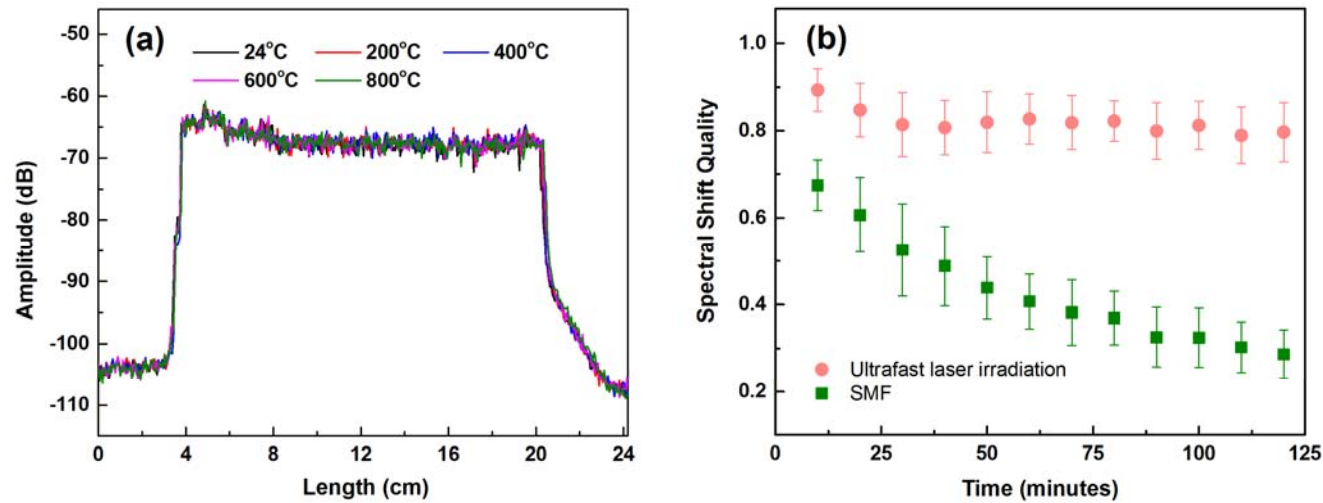 (a)
24°C 200°C 400°C
600°C 800°C
-50
-60
-70
-80
-90
-100
-110
Amplitude (dB)
0 4 8 12 16 20 24
Length (cm)
(b)
1.0
0.8
0.6
0.4
0.2
Spectral Shift Quality
Ultrafast laser irradiation
SMF
0 25 50 75 100 125
Time (minutes)